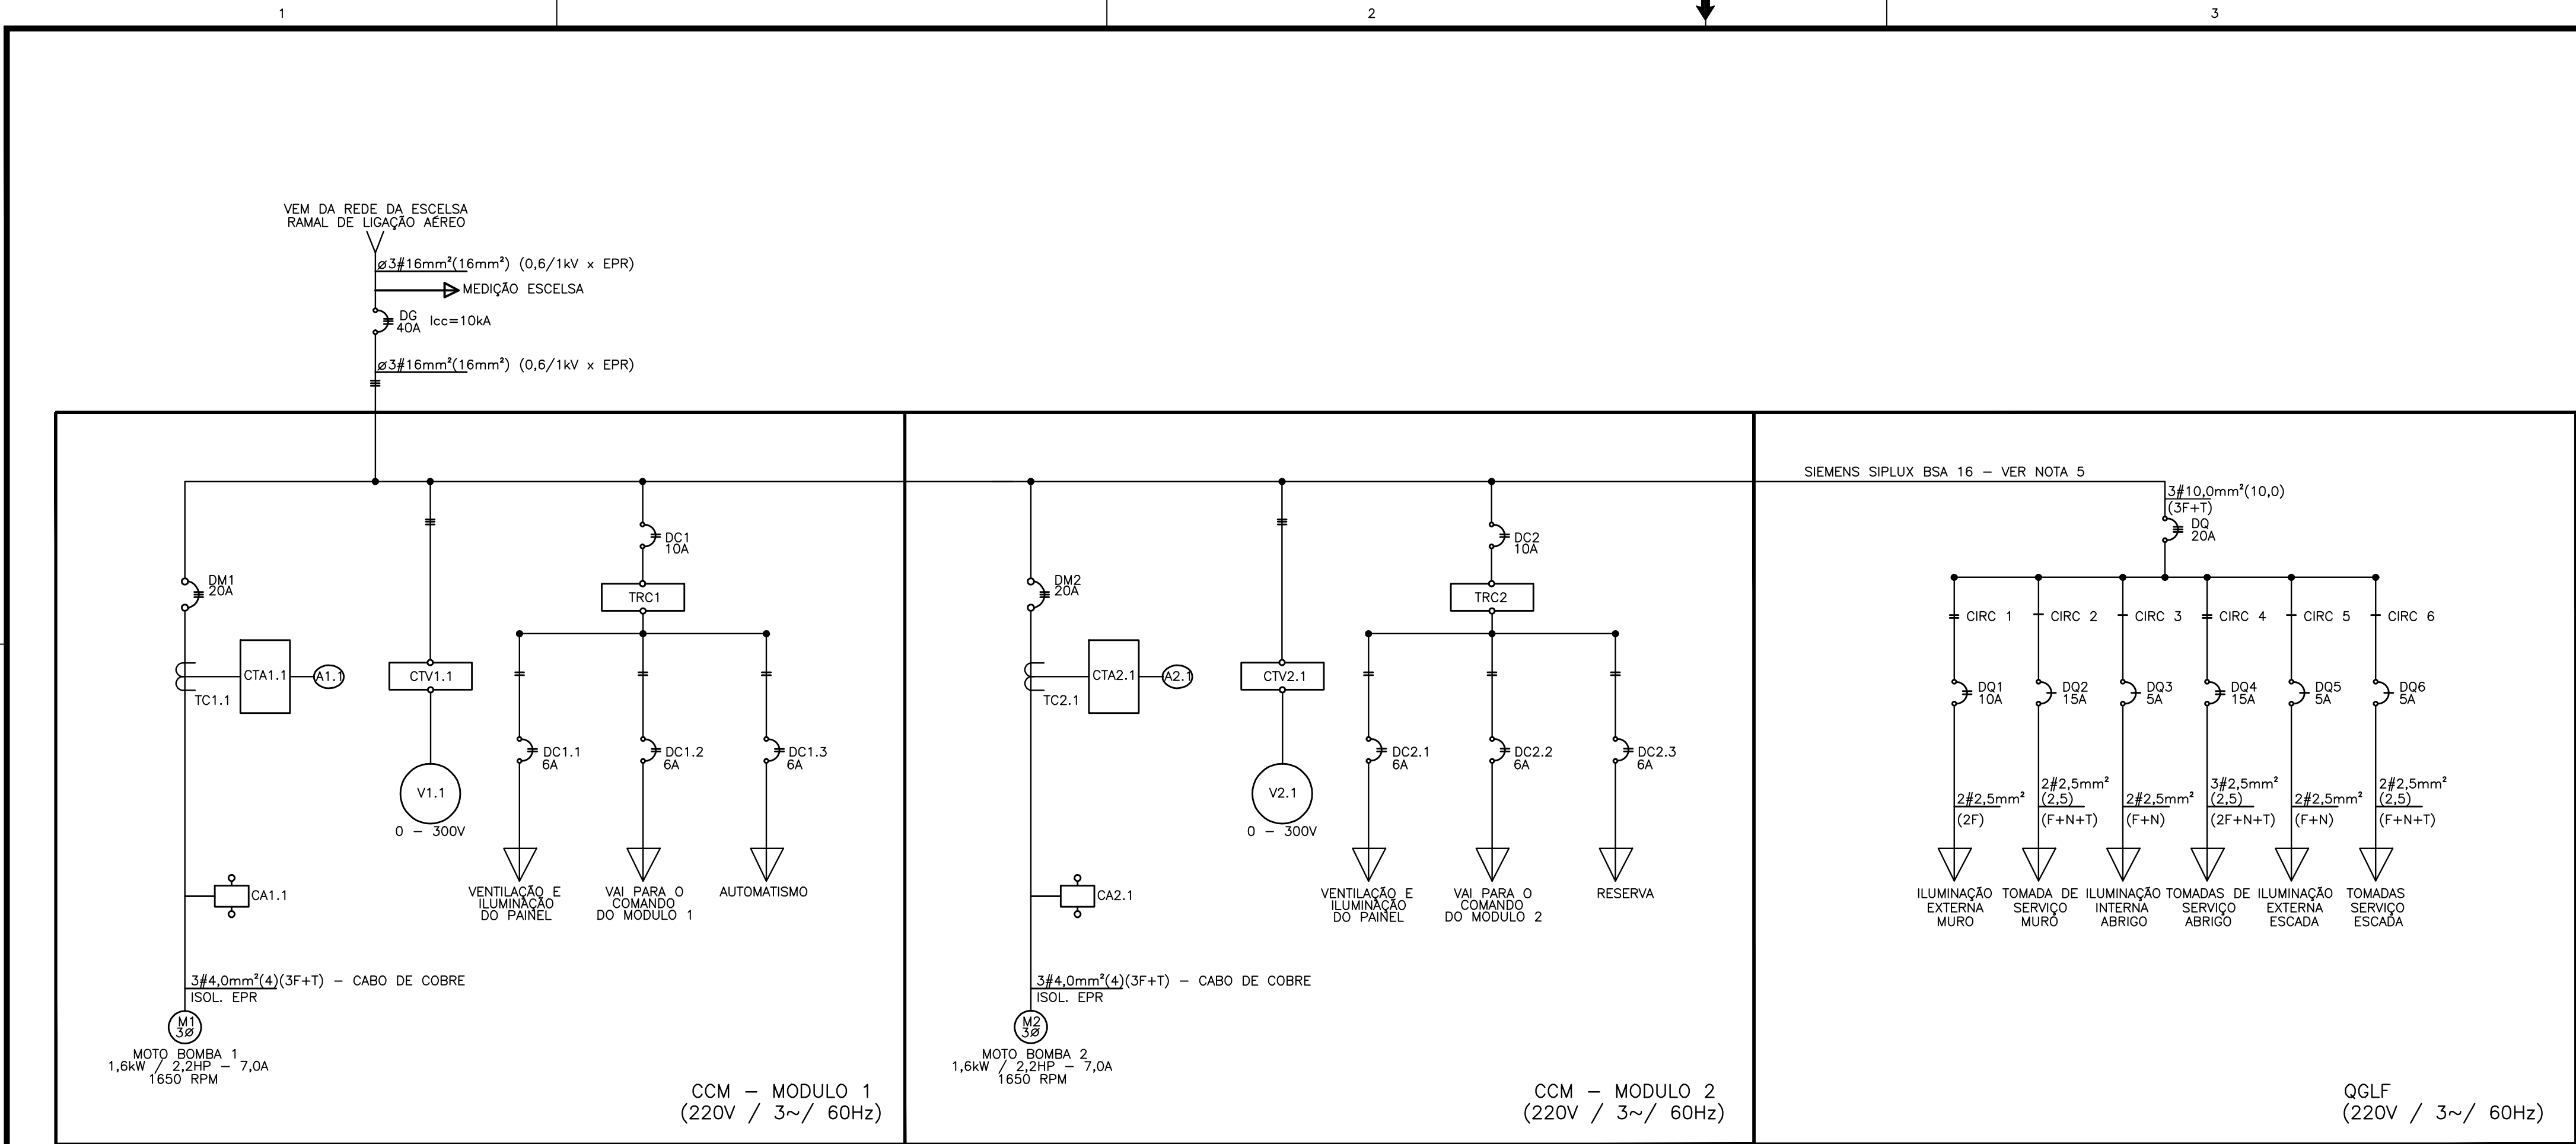 1
2
3
VEM DA REDE DA ESCELSA
RAMAL DE LIGAÇÃO AÉREO
ø3#16mm²(16mm²) (0,6/1kV x EPR)
MEDIÇÃO ESCELSA
DG
40A
Icc=10kA
ø3#16mm²(16mm²) (0,6/1kV x EPR)
DM1
20A
CTA1.1
A1.1
TC1.1
CTV1.1
V1.1
0 – 300V
DC1
10A
TRC1
DC1.1
6A
DC1.2
6A
DC1.3
6A
VENTILAÇÃO E
ILUMINAÇÃO
DO PAINEL
VAI PARA O
COMANDO
DO MODULO 1
AUTOMATISMO
CA1.1
3#4,0mm²(4)(3F+T) – CABO DE COBRE
ISOL. EPR
M1
3Ø
MOTO BOMBA 1
1,6kW / 2,2HP – 7,0A
1650 RPM
CCM – MODULO 1
(220V / 3~/ 60Hz)
DM2
20A
CTA2.1
A2.1
TC2.1
CTV2.1
V2.1
0 – 300V
DC2
10A
TRC2
DC2.1
6A
DC2.2
6A
DC2.3
6A
VENTILAÇÃO E
ILUMINAÇÃO
DO PAINEL
VAI PARA O
COMANDO
DO MODULO 2
RESERVA
CA2.1
3#4,0mm²(4)(3F+T) – CABO DE COBRE
ISOL. EPR
M2
3Ø
MOTO BOMBA 2
1,6kW / 2,2HP – 7,0A
1650 RPM
CCM – MODULO 2
(220V / 3~/ 60Hz)
SIEMENS SIPLUX BSA 16 – VER NOTA 5
3#10,0mm²(10,0)
(3F+T)
DQ
20A
CIRC 1
CIRC 2
CIRC 3
CIRC 4
CIRC 5
CIRC 6
DQ1
10A
DQ2
15A
DQ3
5A
DQ4
15A
DQ5
5A
DQ6
5A
2#2,5mm²
(2F)
2#2,5mm²
(2,5)
(F+N+T)
2#2,5mm²
(F+N)
3#2,5mm²
(2,5)
(2F+N+T)
2#2,5mm²
(F+N)
2#2,5mm²
(2,5)
(F+N+T)
ILUMINAÇÃO
EXTERNA
MURO
TOMADA DE
SERVIÇO
MURO
ILUMINAÇÃO
INTERNA
ABRIGO
TOMADAS DE
SERVIÇO
ABRIGO
ILUMINAÇÃO
EXTERNA
ESCADA
TOMADAS
SERVIÇO
ESCADA
QGLF
(220V / 3~/ 60Hz)